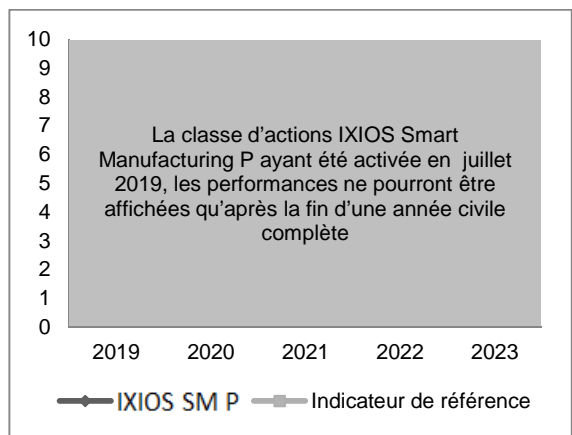 10
9
8
7
6
5
4
3
2
1
0
La classe d’actions IXIOS Smart
Manufacturing P ayant été activée en juillet
2019, les performances ne pourront être
affichées qu’après la fin d’une année civile
complète
2019 2020 2021 2022 2023
IXIOS SM P Indicateur de référence